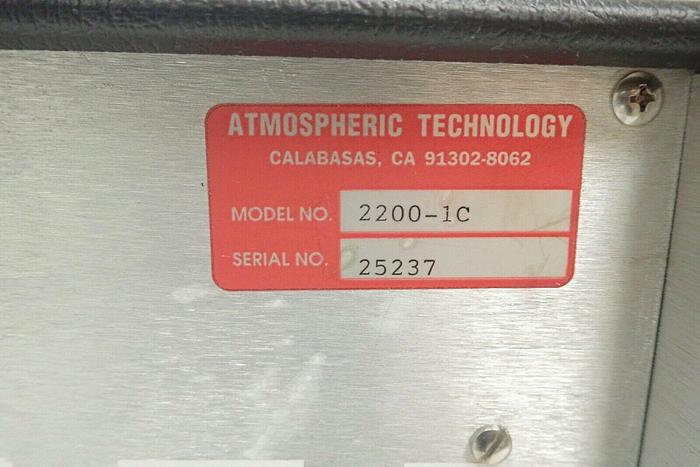 ATMOSPHERIC TECHNOLOGY
CALABASAS, CA 91302-8062
MODEL NO. 2200-1C
SERIAL NO. 25237